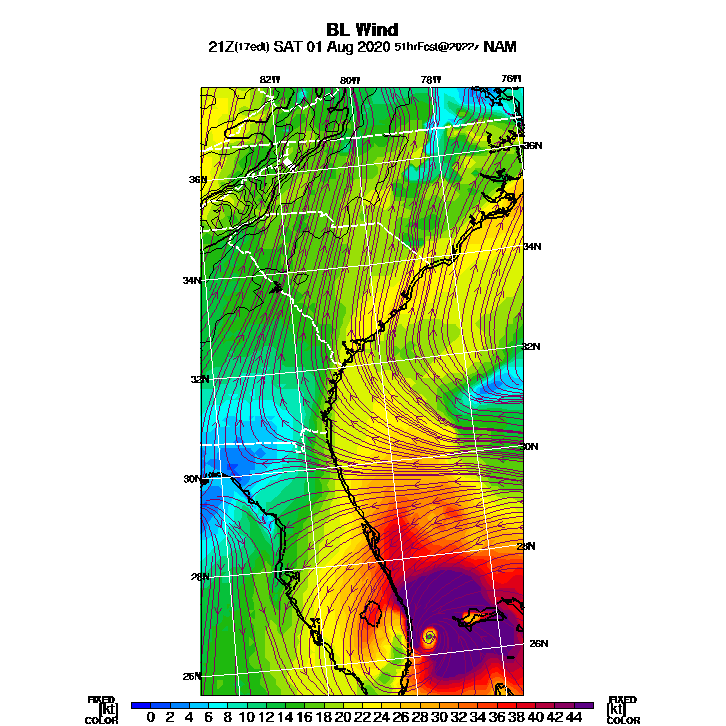 BL Wind
21Z(17edt) SAT 01 Aug 2020 51hrFcst@2022z NAM
82W 80W 78W 76W
36N
36N
34N
34N
32N
32N
30N
30N
28N
28N
26N
26N
FIXED FIXED
[kt] 0 2 4 6 8 10 12 14 16 18 20 22 24 26 28 30 32 34 36 38 40 42 44 [kt]
COLOR COLOR